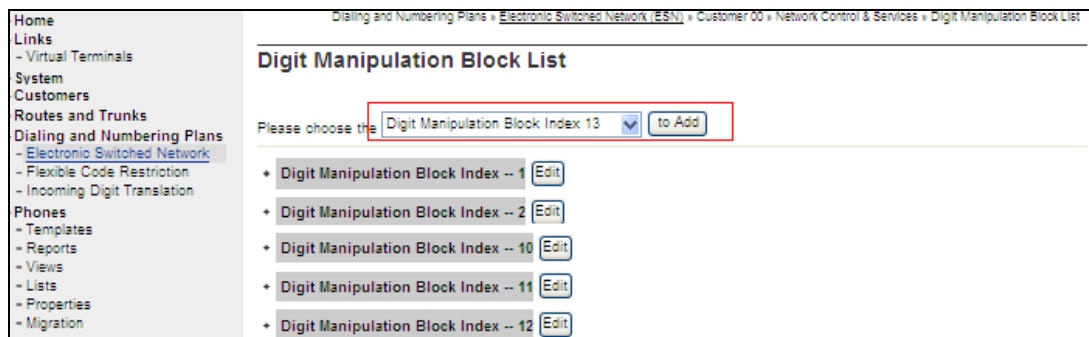 Home
Links
- Virtual Terminals
System
Customers
Routes and Trunks
Dialing and Numbering Plans
- Electronic Switched Network
- Flexible Code Restriction
- Incoming Digit Translation
Phones
- Templates
- Reports
- Views
- Lists
- Properties
- Migration
Dialing and Numbering Plans » Electronic Switched Network (ESN) » Customer 00 » Network Control & Services » Digit Manipulation Block List
Digit Manipulation Block List
Please choose the Digit Manipulation Block Index 13 to Add
+ Digit Manipulation Block Index -- 1 Edit
+ Digit Manipulation Block Index -- 2 Edit
+ Digit Manipulation Block Index -- 10 Edit
+ Digit Manipulation Block Index -- 11 Edit
+ Digit Manipulation Block Index -- 12 Edit